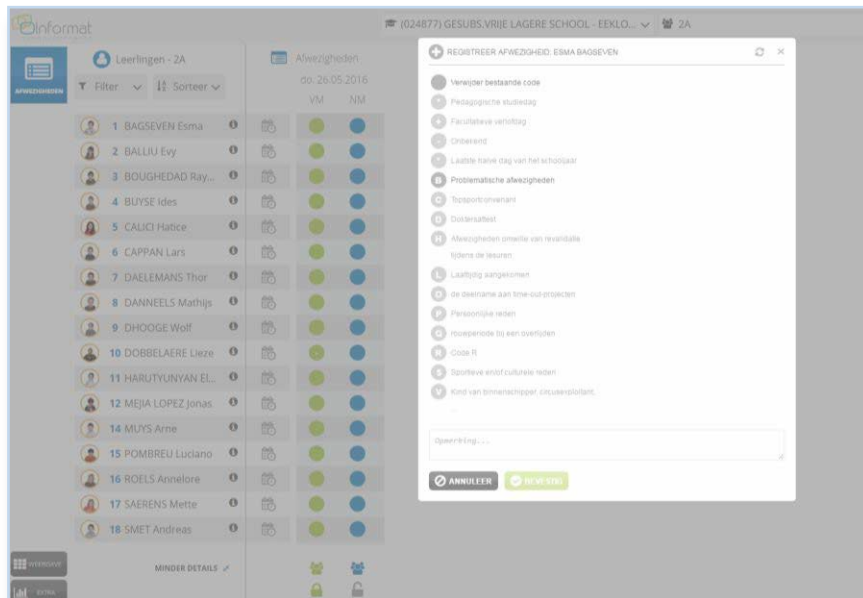 informat
(024877) GESUBS.VRIJE LAGERE SCHOOL - EEKLO...
2A
AFWEZIGHEDEN
Leerlingen - 2A
Filter
Sorteer
Afwezigheden
do. 26.05.2016
VM NM
1 BAGSEVEN Esma
2 BALLIU Evy
3 BOUGHEDAD Ray...
4 BUYSE Ides
5 CALICI Hatice
6 CAPPAN Lars
7 DAELEMANS Thor
8 DANNEELS Mathijs
9 DHOOGE Wolf
10 DOBBELAERE Lieze
11 HARUTYUNYAN El...
12 MEJIA LOPEZ Jonas
14 MUYS Arne
15 POMBREU Luciano
16 ROELS Annelore
17 SAERENS Mette
18 SMET Andreas
MINDER DETAILS
WEERGAVE
EXTRA
REGISTREER AFWEZIGHEID: ESMA BAGSEVEN
Verwijder bestaande code
* Pedagogische studiedag
+ Facultatieve verlofdag
- Onbekend
* Laatste halve dag van het schooljaar
B Problematische afwezigheden
C Topsportconvenant
D Doktersattest
H Afwezigheden omwille van revalidatie
tijdens de lesuren
L Laattijdig aangekomen
O de deelname aan time-out-projecten
P Persoonlijke reden
Q rouwperiode bij een overlijden
R Code R
S Sportieve en/of culturele reden
V Kind van binnenschipper, circusexploitant,
...
Opmerking...
ANNULEER
BEVESTIG